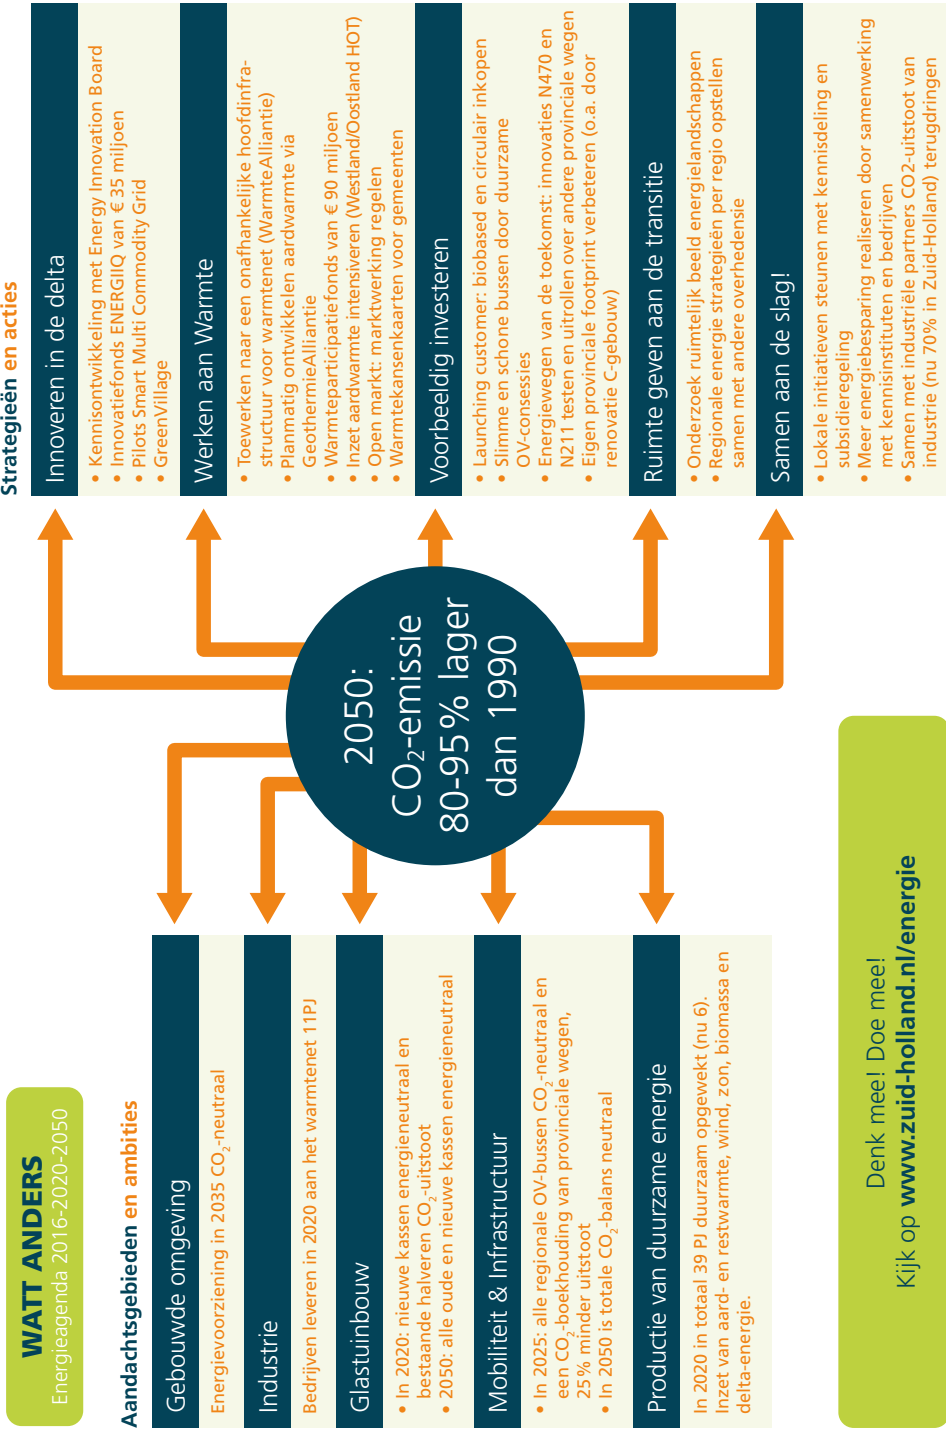 WATT ANDERS
Energieagenda 2016-2020-2050
Aandachtsgebieden en ambities
Gebouwde omgeving
Energievoorziening in 2035 CO₂-neutraal
Industrie
Bedrijven leveren in 2020 aan het warmtenet 11PJ
Glastuinbouw
• In 2020: nieuwe kassen energieneutraal en
bestaande halveren CO₂-uitstoot
• 2050: alle oude en nieuwe kassen energieneutraal
Mobiliteit & Infrastructuur
• In 2025: alle regionale OV-bussen CO₂-neutraal en
een CO₂-boekhouding van provinciale wegen,
25% minder uitstoot
• In 2050 is totale CO₂-balans neutraal
Productie van duurzame energie
In 2020 in totaal 39 PJ duurzaam opgewekt (nu 6).
Inzet van aard- en restwarmte, wind, zon, biomassa en
delta-energie.
2050:
CO₂-emissie
80-95% lager
dan 1990
Strategieën en acties
Innoveren in de delta
• Kennisontwikkeling met Energy Innovation Board
• Innovatiefonds ENERGIIQ van € 35 miljoen
• Pilots Smart Multi Commodity Grid
• GreenVillage
Werken aan Warmte
• Toewerken naar een onafhankelijke hoofdinfra-
structuur voor warmtenet (WarmteAlliantie)
• Planmatig ontwikkelen aardwarmte via
GeothermieAlliantie
• Warmteparticipatiefonds van € 90 miljoen
• Inzet aardwarmte intensiveren (Westland/Oostland HOT)
• Open markt: marktwerking regelen
• Warmtekansenkaarten voor gemeenten
Voorbeeldig investeren
• Launching customer: biobased en circulair inkopen
• Slimme en schone bussen door duurzame
OV-consessies
• Energiewegen van de toekomst: innovaties N470 en
N211 testen en uitrollen over andere provinciale wegen
• Eigen provinciale footprint verbeteren (o.a. door
renovatie C-gebouw)
Ruimte geven aan de transitie
• Onderzoek ruimtelijk beeld energielandschappen
• Regionale energie strategieën per regio opstellen
samen met andere overhedensie
Samen aan de slag!
• Lokale initiatieven steunen met kennisdeling en
subsidieregeling
• Meer energiebesparing realiseren door samenwerking
met kennisinstituten en bedrijven
• Samen met industriële partners CO2-uitstoot van
industrie (nu 70% in Zuid-Holland) terugdringen
Denk mee! Doe mee!
Kijk op www.zuid-holland.nl/energie